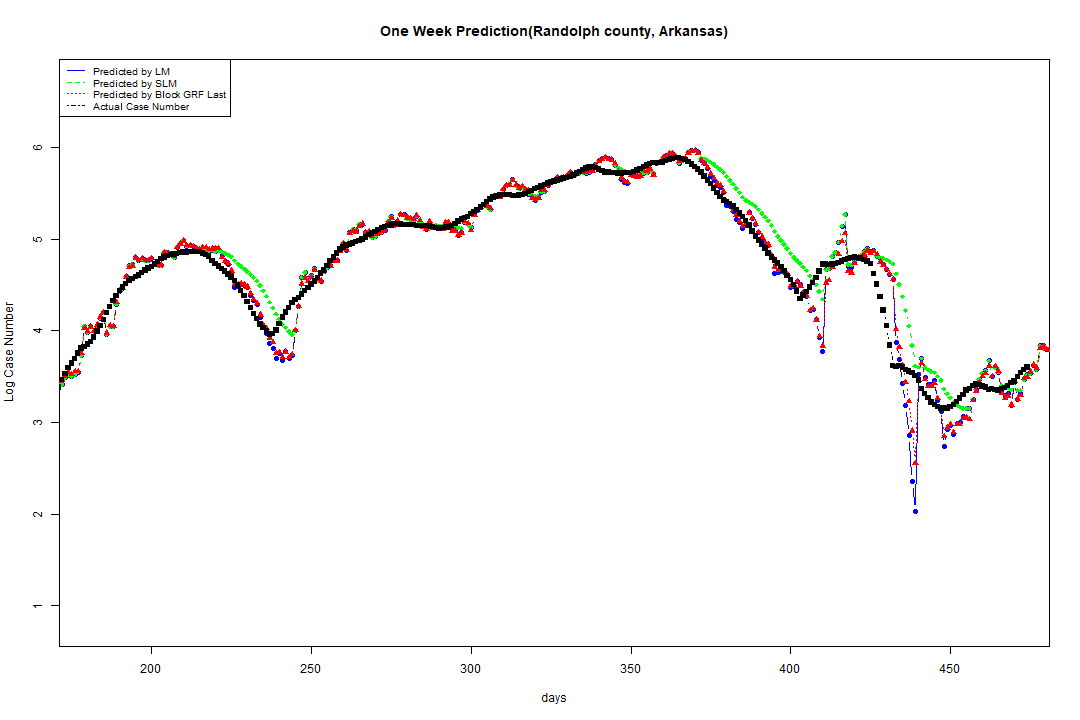 One Week Prediction(Randolph county, Arkansas)
Predicted by LM
Predicted by SLM
Predicted by Block GRF Last
Actual Case Number
6
5
4
3
2
1
Log Case Number
200 250 300 350 400 450
days